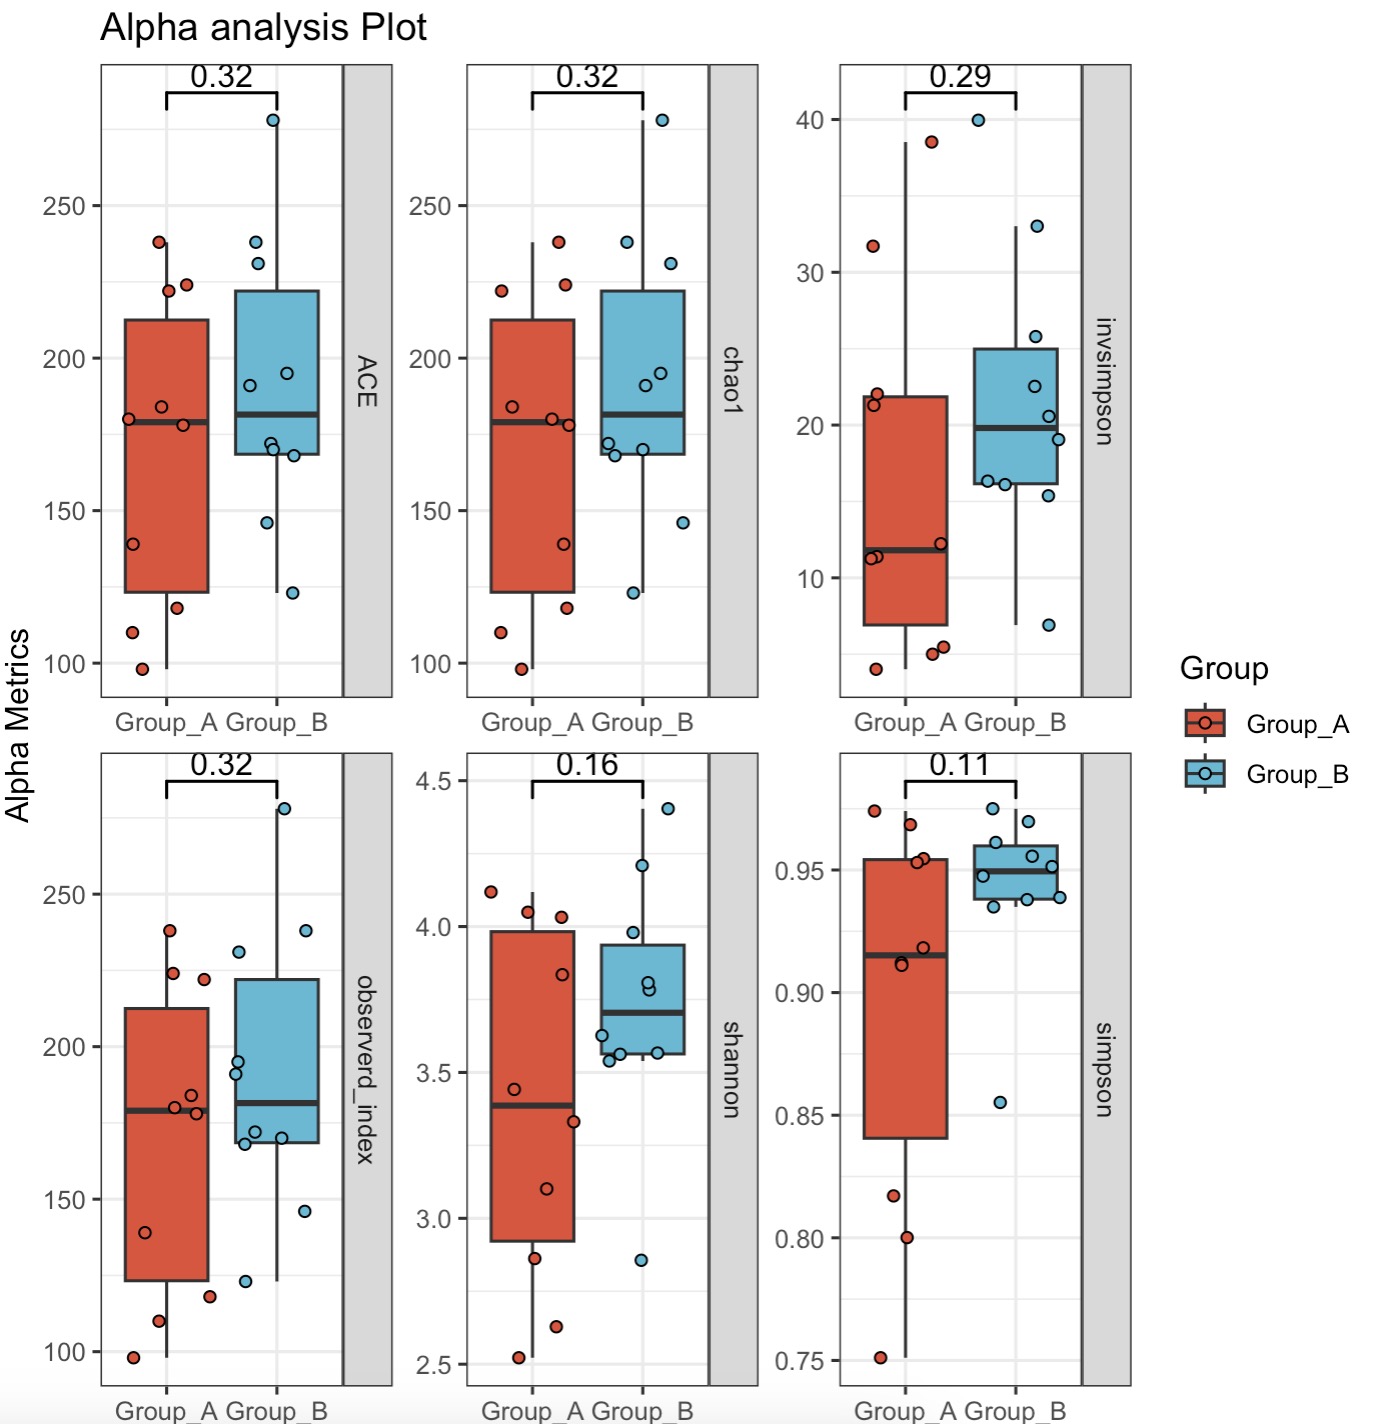 Alpha analysis Plot
0.32
0.32
0.29
250
200
150
100
ACE
250
200
150
100
chao1
40
30
20
10
invsimpson
Group_A Group_B
Group_A Group_B
Group_A Group_B
Alpha Metrics
0.32
0.16
0.11
250
200
150
100
observerd_index
4.5
4.0
3.5
3.0
2.5
shannon
0.95
0.90
0.85
0.80
0.75
simpson
Group_A Group_B
Group_A Group_B
Group_A Group_B
Group
Group_A
Group_B